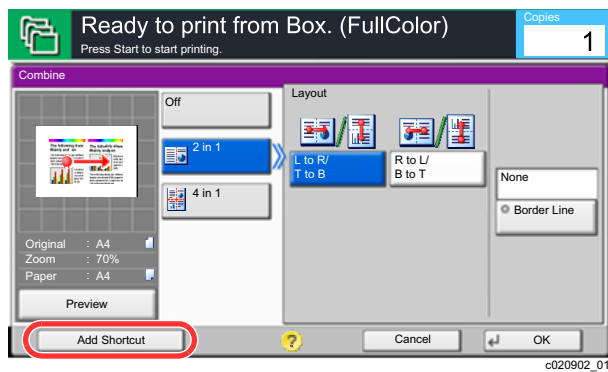 Ready to print from Box. (FullColor)
Press Start to start printing.
Copies
1
Combine
Off
2 in 1
4 in 1
Layout
L to R/
T to B
R to L/
B to T
None
Border Line
Original : A4
Zoom : 70%
Paper : A4
Preview
Add Shortcut
?
Cancel
OK
c020902_01